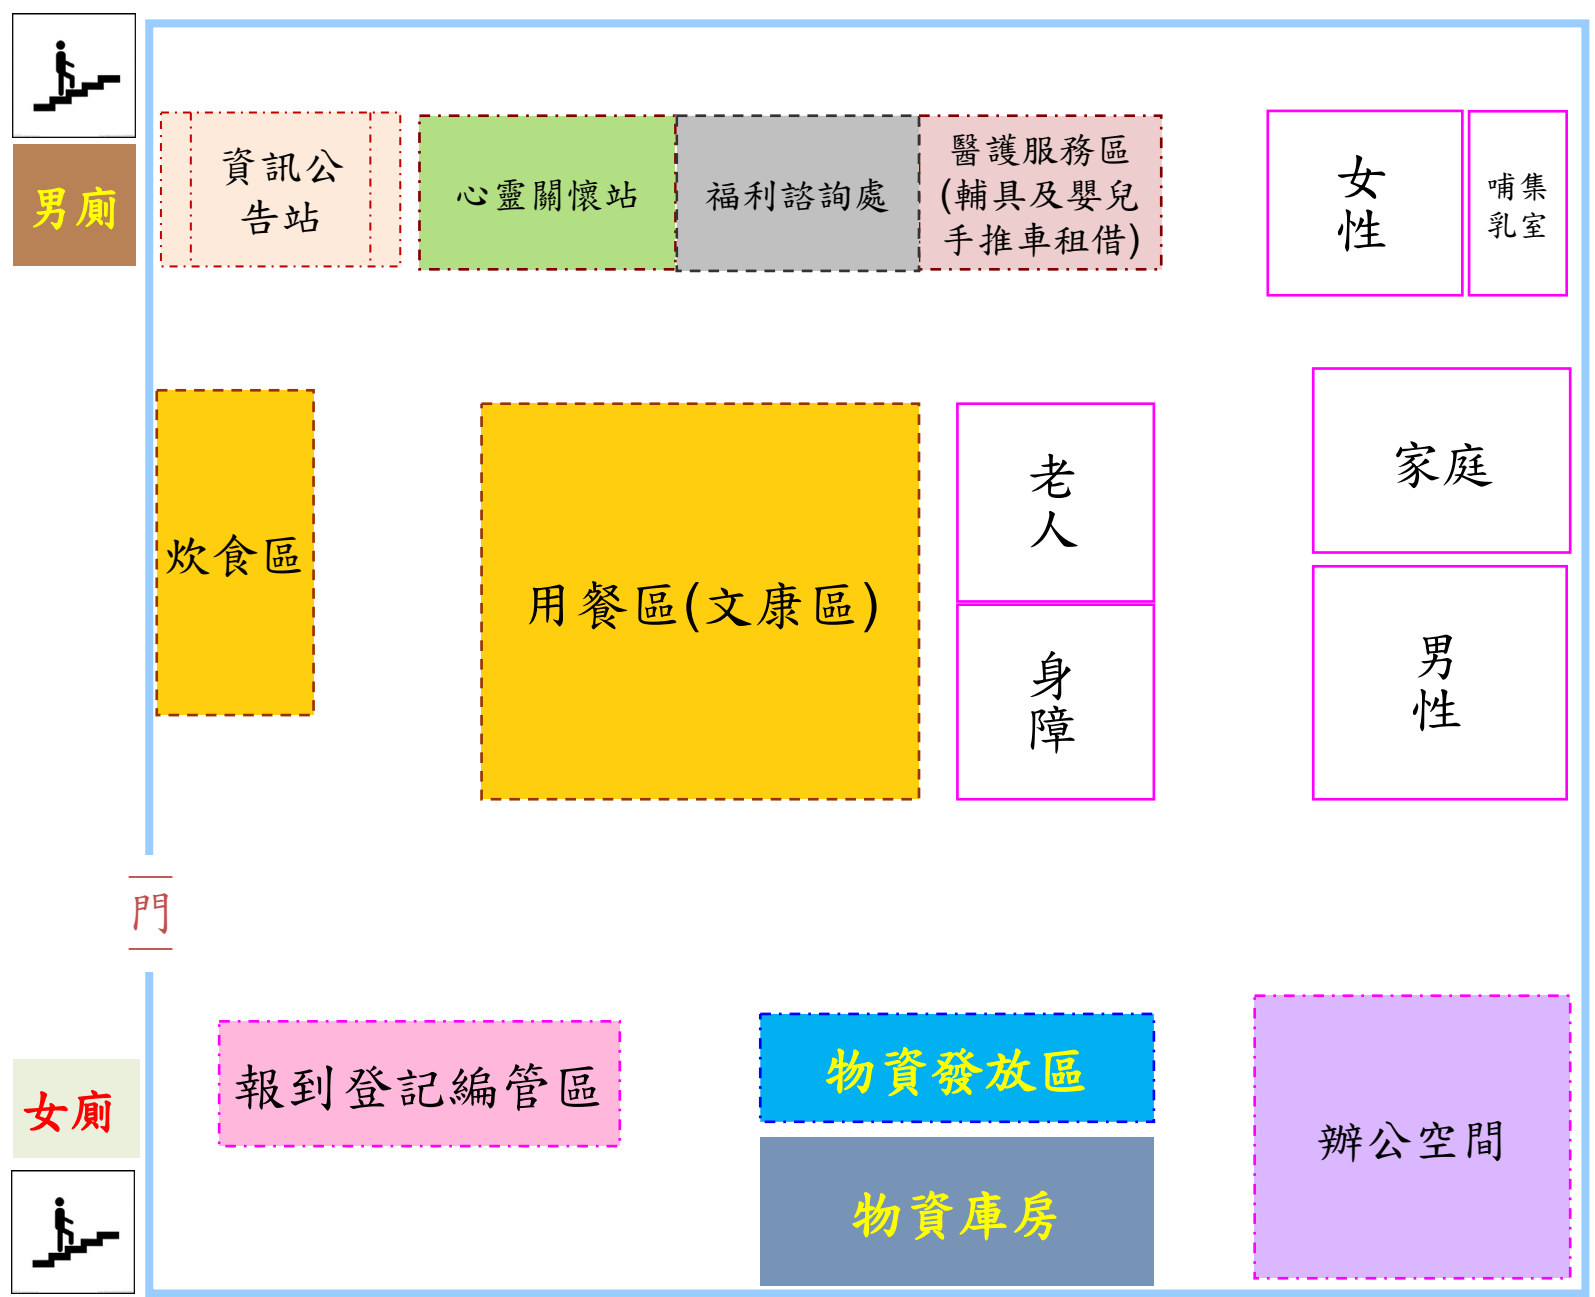 男廁
資訊公
告站
心靈關懷站
福利諮詢處
醫護服務區
(輔具及嬰兒
手推車租借)
女
性
哺集
乳室
炊食區
用餐區(文康區)
老
人
身
障
家庭
男
性
門
女廁
報到登記編管區
物資發放區
物資庫房
辦公空間